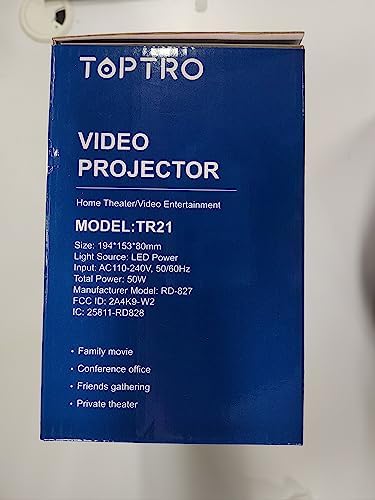 TOPTRO
VIDEO
PROJECTOR
Home Theater/Video Entertainment
MODEL:TR21
Size: 194*153*80mm
Light Source: LED Power
Input: AC110-240V, 50/60Hz
Total Power: 50W
Manufacturer Model: RD-827
FCC ID: 2A4K9-W2
IC: 25811-RD828
• Family movie
• Conference office
• Friends gathering
• Private theater